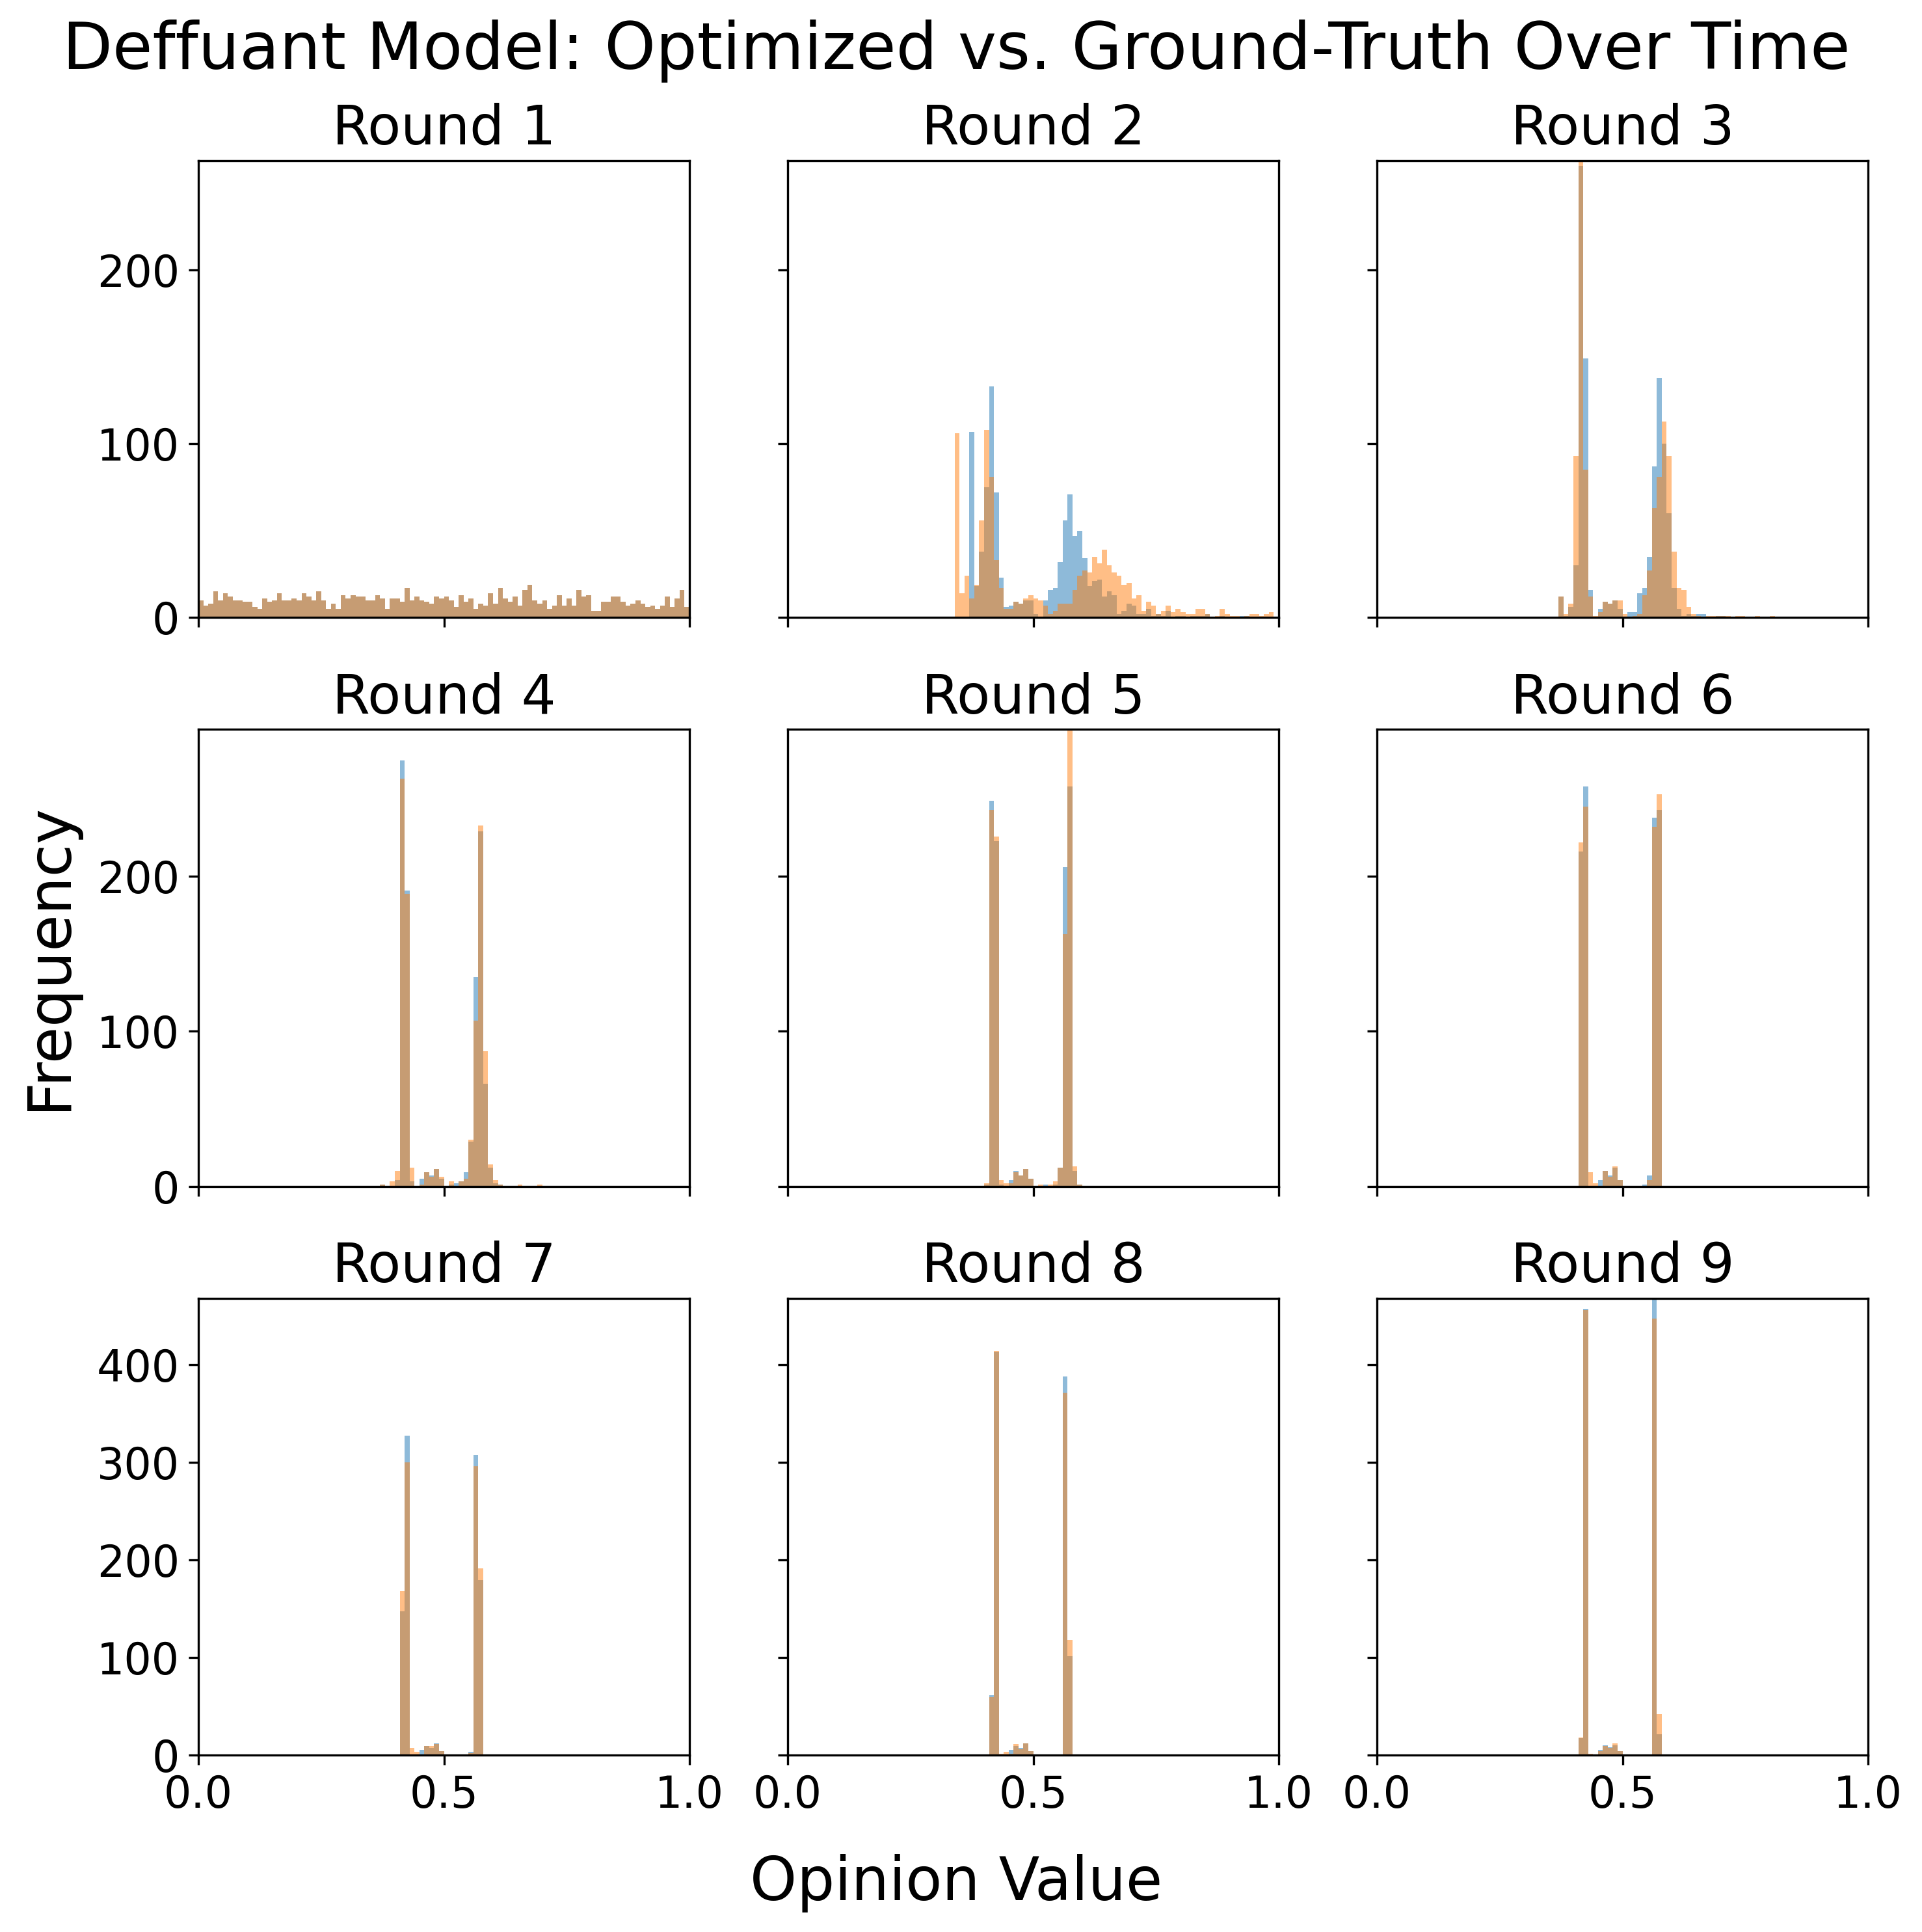 Deffuant Model: Optimized vs. Ground-Truth Over Time
Round 1
Round 2
Round 3
200
100
0
Round 4
Round 5
Round 6
200
100
0
Frequency
Round 7
Round 8
Round 9
400
300
200
100
0
0.0 0.5 1.0 0.0 0.5 1.0 0.0 0.5 1.0
Opinion Value